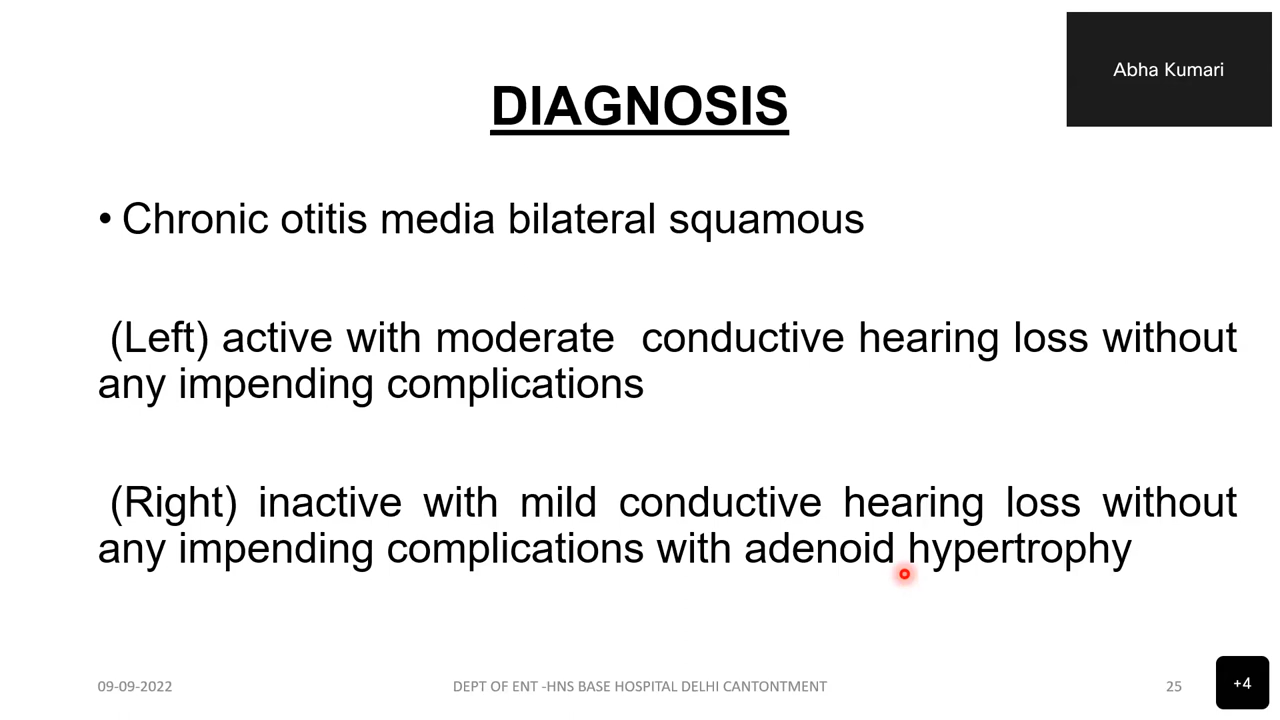 Abha Kumari
DIAGNOSIS
• Chronic otitis media bilateral squamous
(Left) active with moderate conductive hearing loss without
any impending complications
(Right) inactive with mild conductive hearing loss without
any impending complications with adenoid hypertrophy
09-09-2022
DEPT OF ENT -HNS BASE HOSPITAL DELHI CANTONTMENT
25
+4